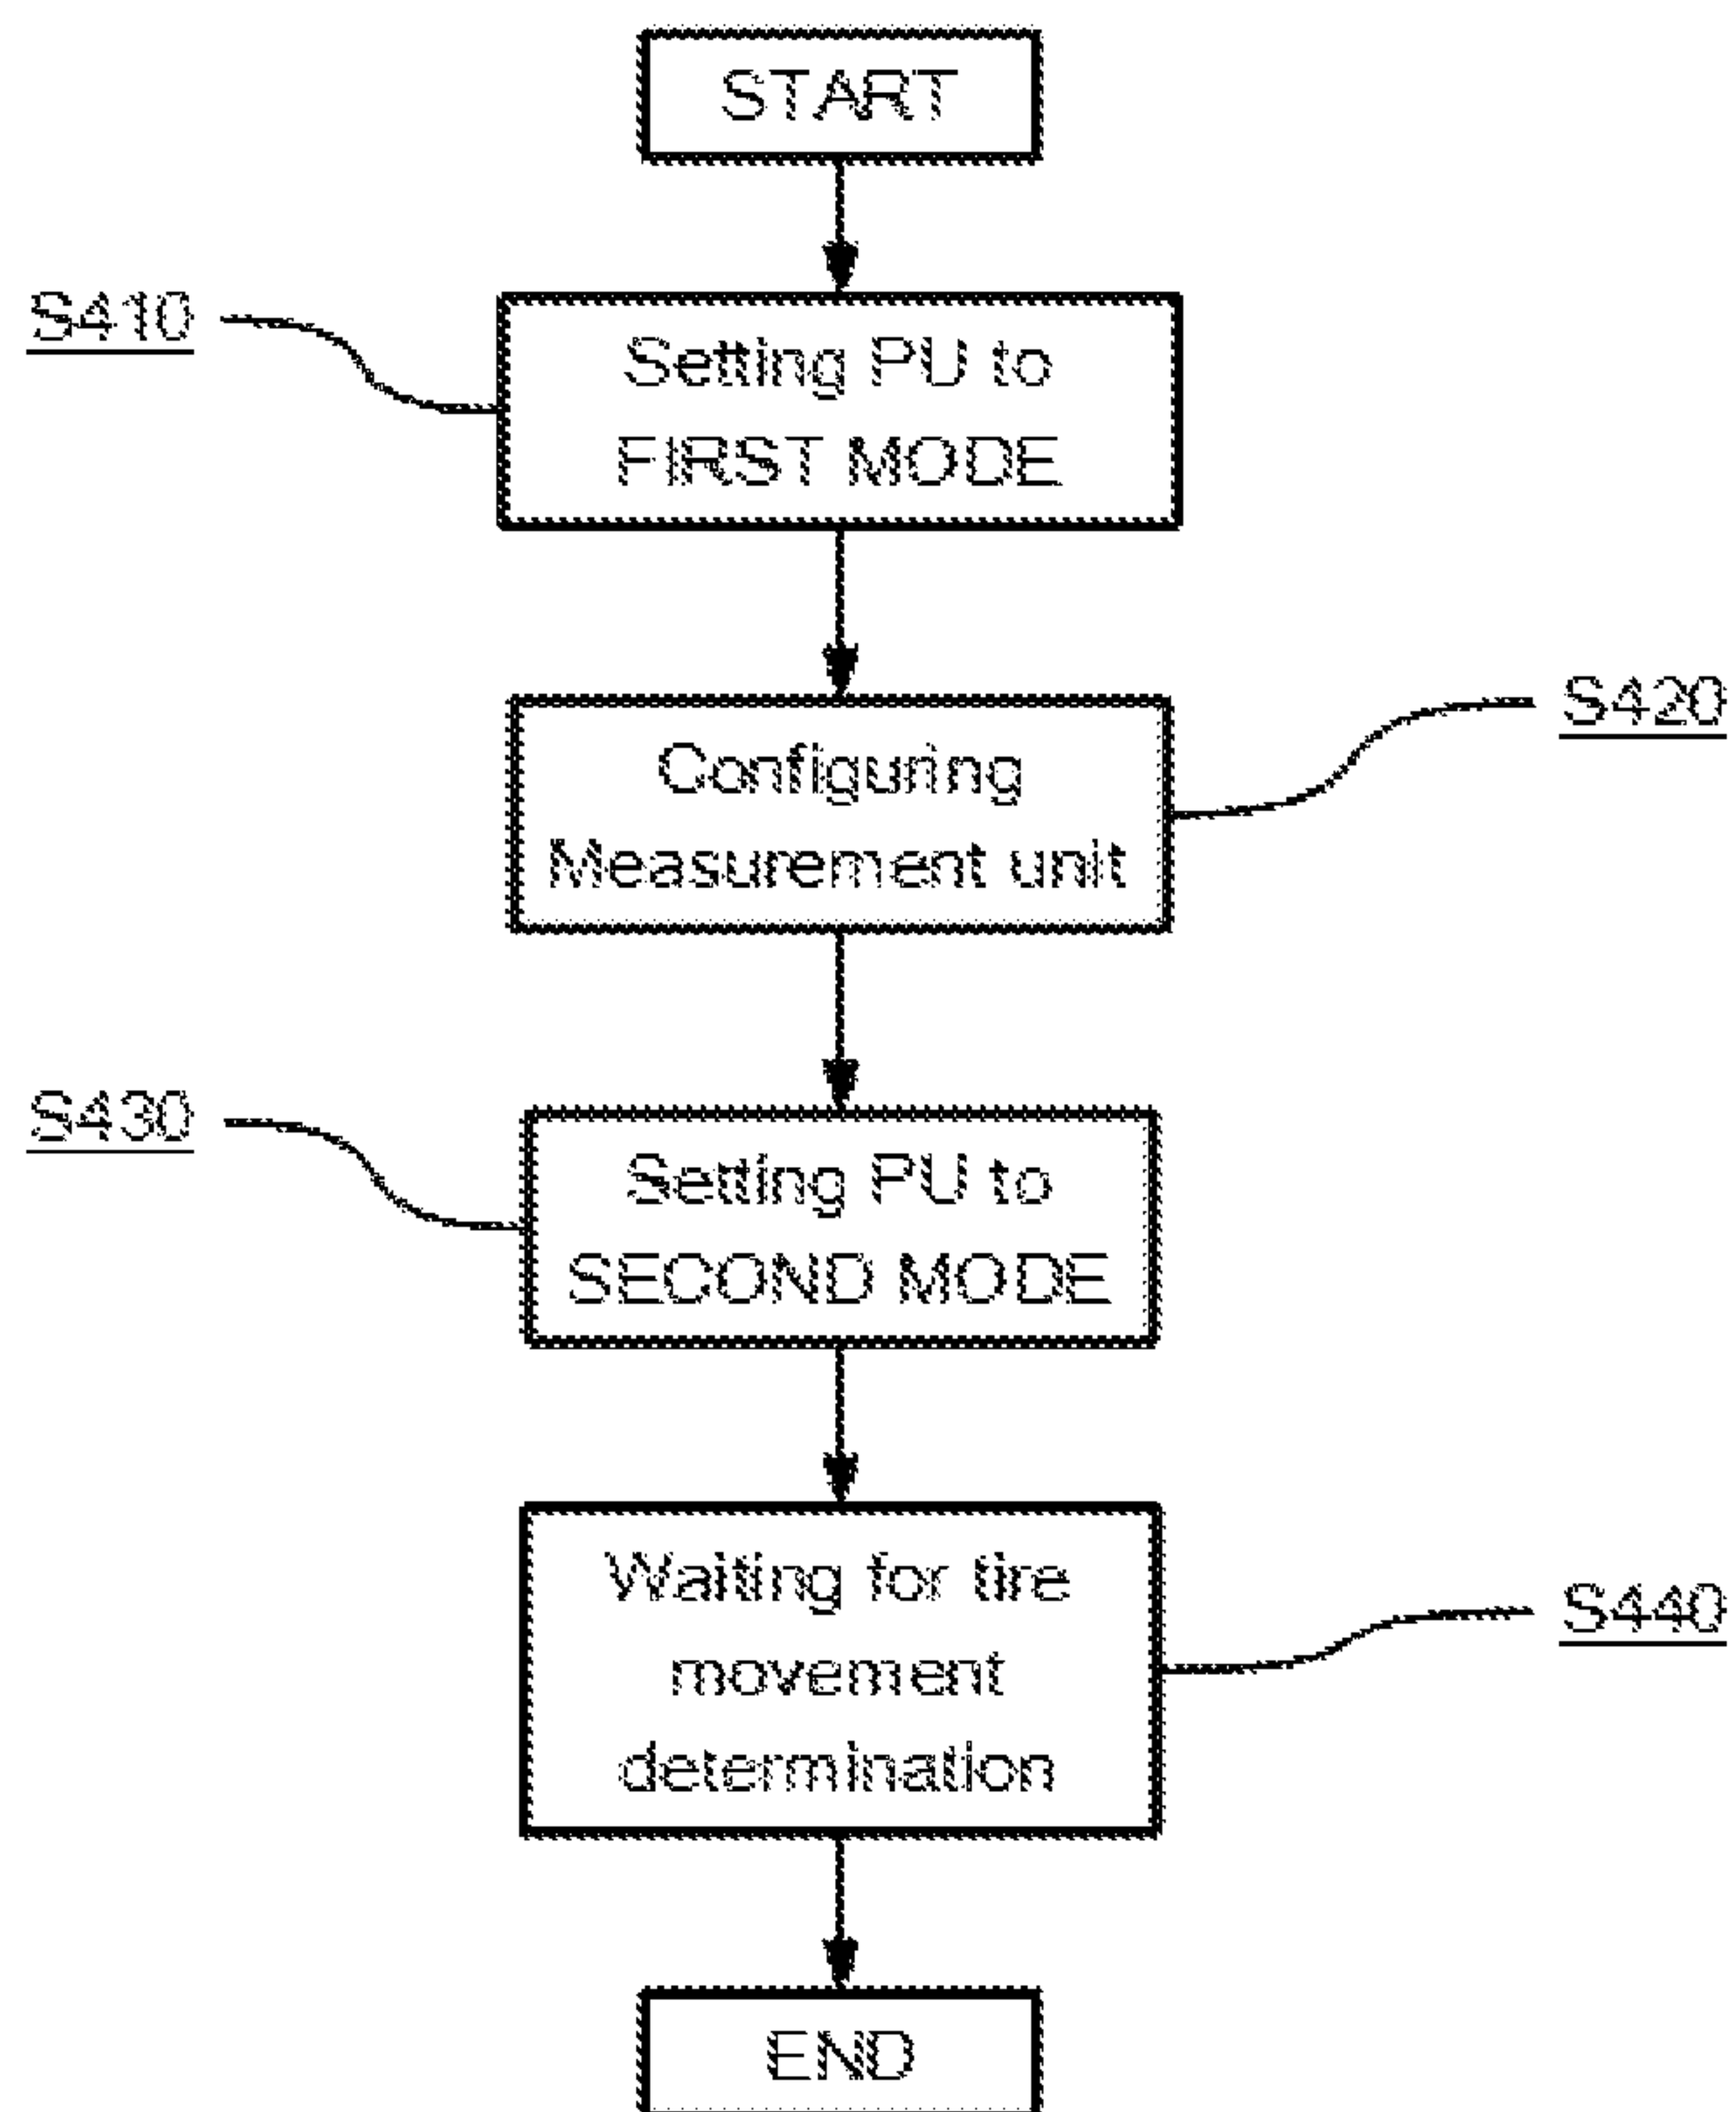 START
S410
Setting PU to
FIRST MODE
S420
Configuring
Measurement unit
S430
Setting PU to
SECOND MODE
Waiting for tire
movement
determination
S440
END